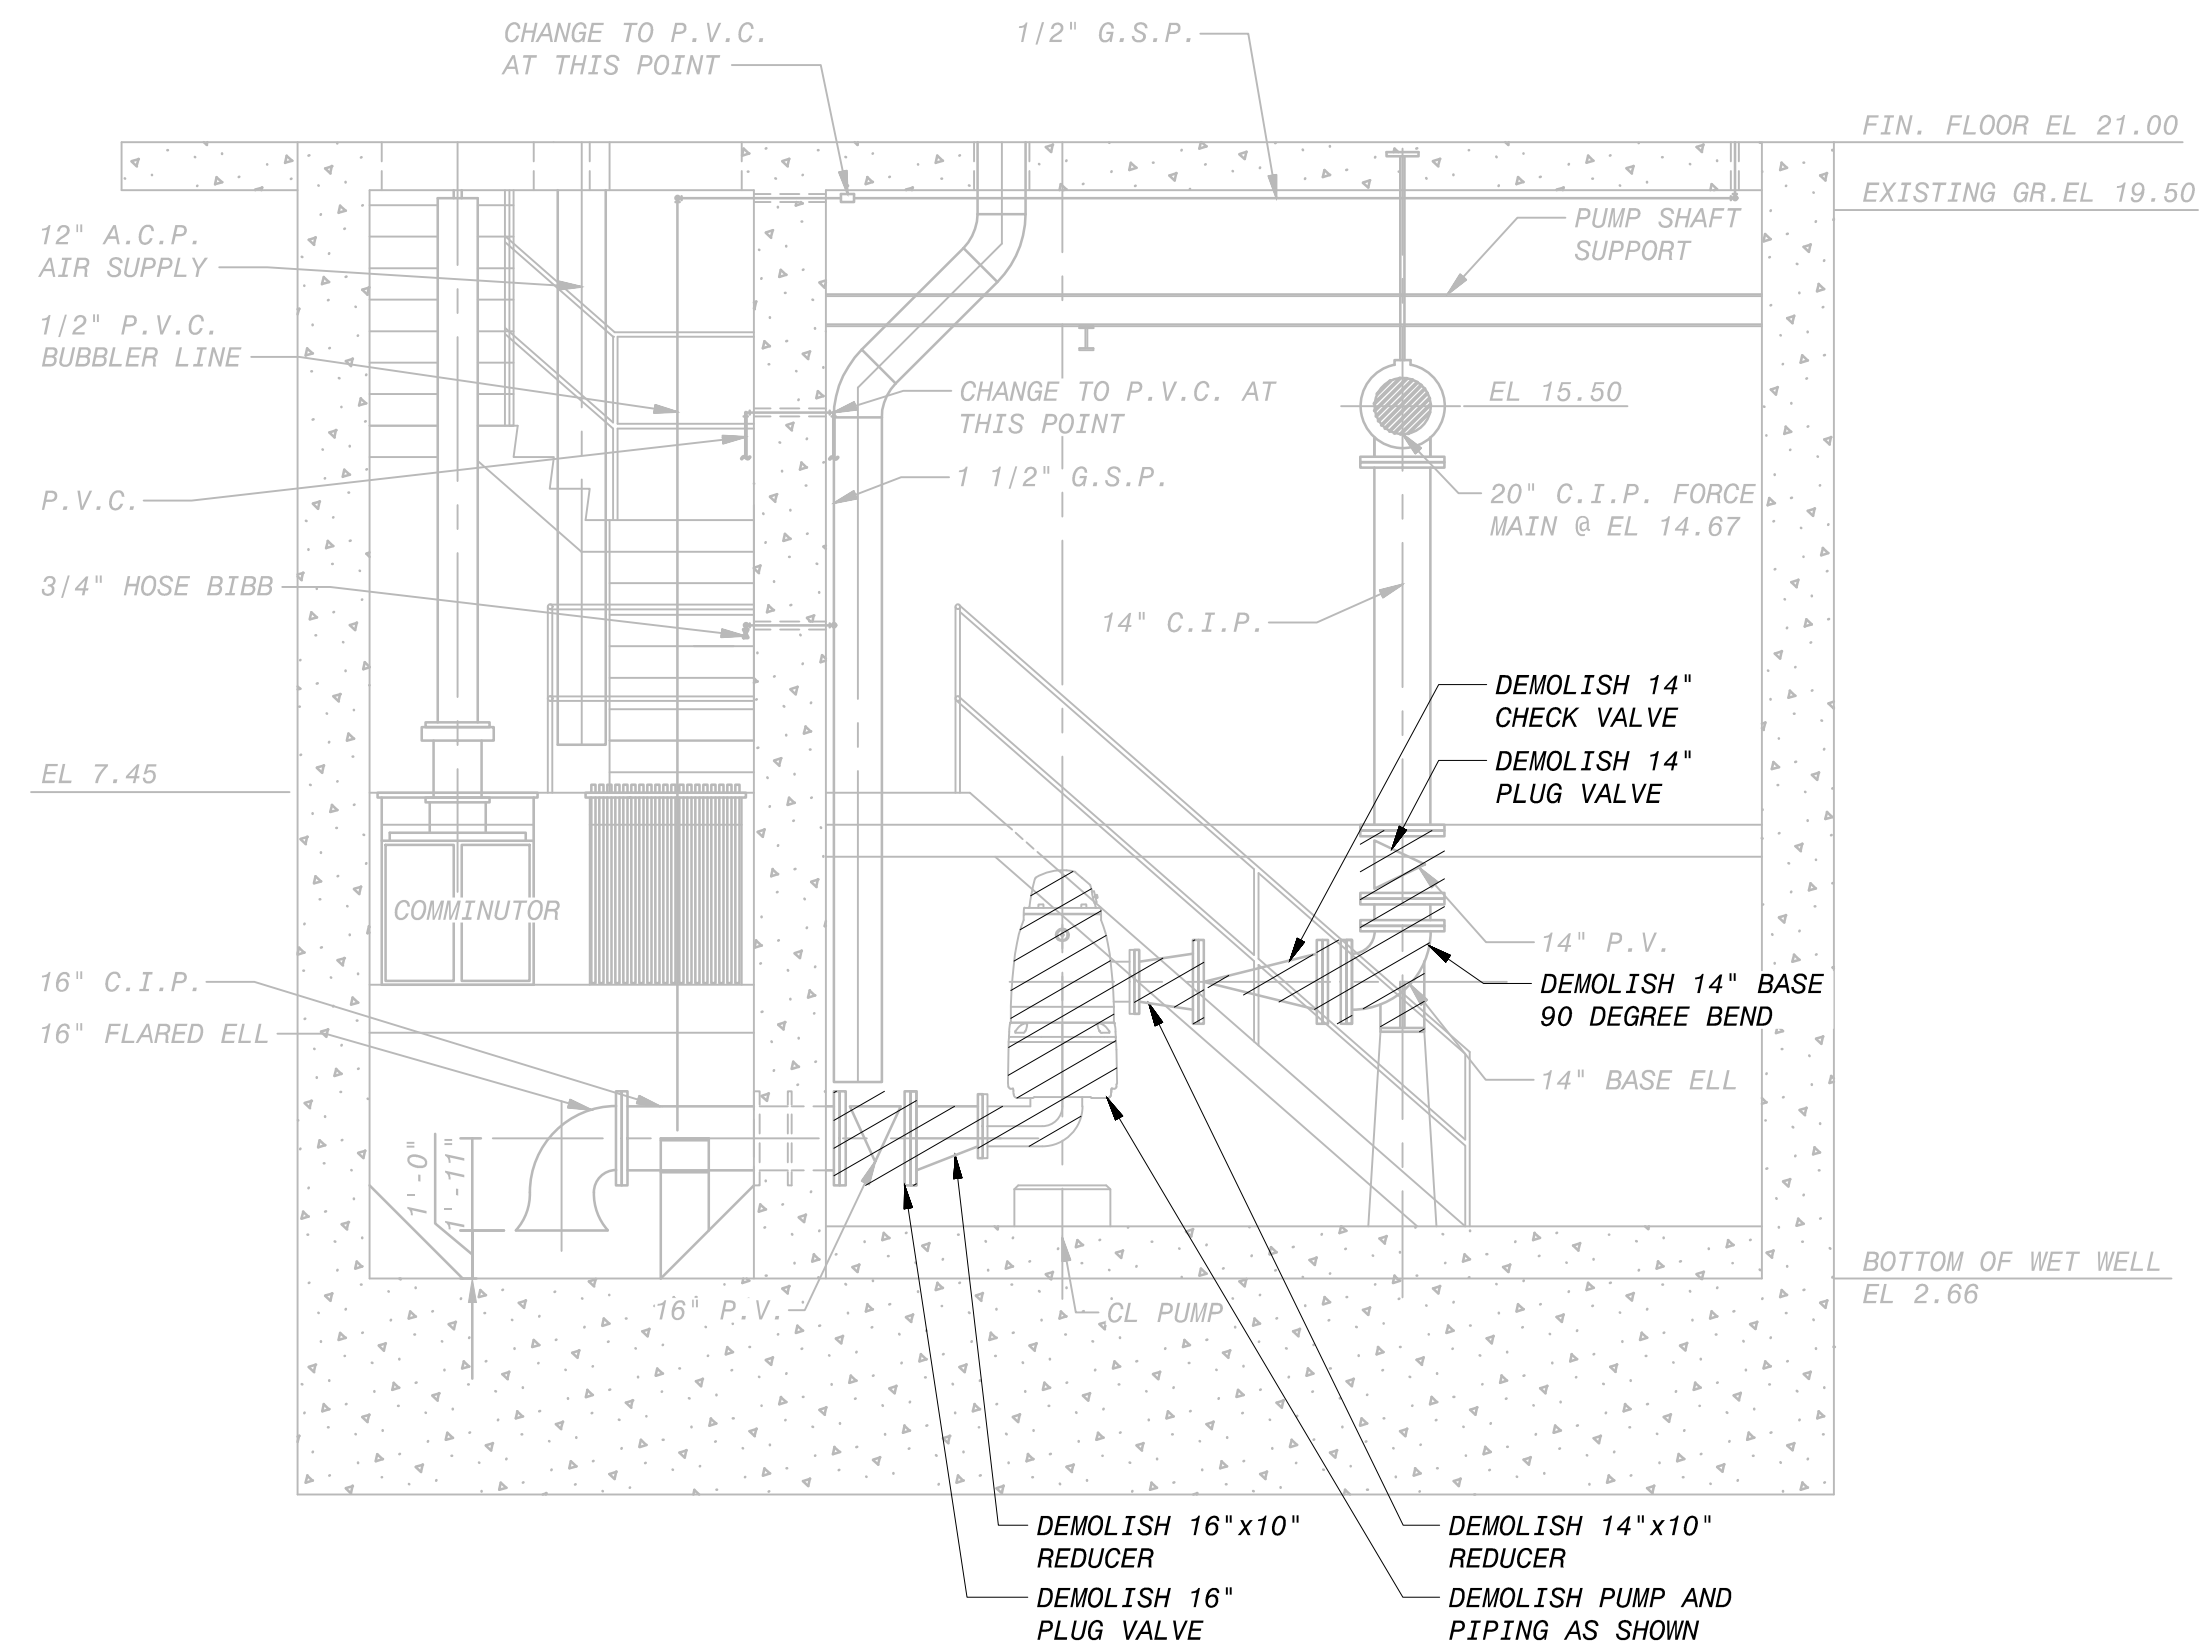 CHANGE TO P.V.C.
AT THIS POINT
1/2" G.S.P.
FIN. FLOOR EL 21.00
EXISTING GR.EL 19.50
PUMP SHAFT
SUPPORT
12" A.C.P.
AIR SUPPLY
1/2" P.V.C.
BUBBLER LINE
CHANGE TO P.V.C. AT
THIS POINT
EL 15.50
1 1/2" G.S.P.
P.V.C.
20" C.I.P. FORCE
MAIN @ EL 14.67
3/4" HOSE BIBB
14" C.I.P.
DEMOLISH 14"
CHECK VALVE
DEMOLISH 14"
PLUG VALVE
EL 7.45
COMMINUTOR
14" P.V.
16" C.I.P.
DEMOLISH 14" BASE
90 DEGREE BEND
16" FLARED ELL
14" BASE ELL
1'-0"
1'-11"
BOTTOM OF WET WELL
EL 2.66
16" P.V.
CL PUMP
DEMOLISH 16"x10"
REDUCER
DEMOLISH 14"x10"
REDUCER
DEMOLISH 16"
PLUG VALVE
DEMOLISH PUMP AND
PIPING AS SHOWN